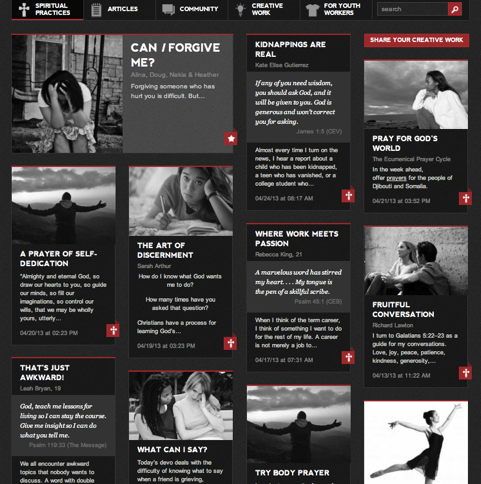 SPIRITUAL
PRACTICES
ARTICLES
COMMUNITY
CREATIVE
WORK
FOR YOUTH
WORKERS
search
CAN I FORGIVE
ME?
Alina, Doug, Nekia & Heather
Forgiving someone who has
hurt you is difficult. But...
A PRAYER OF SELF-
DEDICATION
"Almighty and eternal God, so
draw our hearts to you, so guide
our minds, so fill our
imaginations, so control our
wills, that we may be wholly
yours, utterly...
04/20/13 at 02:23 PM
THAT'S JUST
AWKWARD!
Leah Bryan, 19
God, teach me lessons for
living so I can stay the course.
Give me insight so I can do
what you tell me.
Psalm 119:33 (The Message)
We all encounter awkward
topics that nobody wants to
discuss. A word with double
THE ART OF
DISCERNMENT
Sarah Arthur
How do I know what God wants
me to do?
How many times have you
asked that question?
Christians have a process for
learning God's...
04/19/13 at 03:23 PM
WHAT CAN I SAY?
Today's devo deals with the
difficulty of knowing what to say
when a friend is grieving,
KIDNAPPINGS ARE
REAL
Kate Elise Gutierrez
If any of you need wisdom,
you should ask God, and it
will be given to you. God is
generous and won't correct
you for asking.
James 1:5 (CEV)
Almost every time I turn on the
news, I hear a report about a
child who has been kidnapped,
a teen who has vanished, or a
college student who...
04/24/13 at 08:17 AM
WHERE WORK MEETS
PASSION
Rebecca King, 21
A marvelous word has stirred
my heart. . . . My tongue is
the pen of a skillful scribe.
Psalm 45:1 (CEB)
When I think of the term career,
I think of something I want to do
for the rest of my life. A career
is not merely a job to...
04/17/13 at 07:31 AM
TRY BODY PRAYER
SHARE YOUR CREATIVE WORK
PRAY FOR GOD'S
WORLD
The Ecumenical Prayer Cycle
In the week ahead,
offer prayers for the people of
Djibouti and Somalia.
04/21/13 at 03:52 PM
FRUITFUL
CONVERSATION
Richard Lawton
I turn to Galatians 5:22–23 as a
guide for my conversations.
Love, joy, peace, patience,
kindness, generosity,...
04/13/13 at 11:22 AM